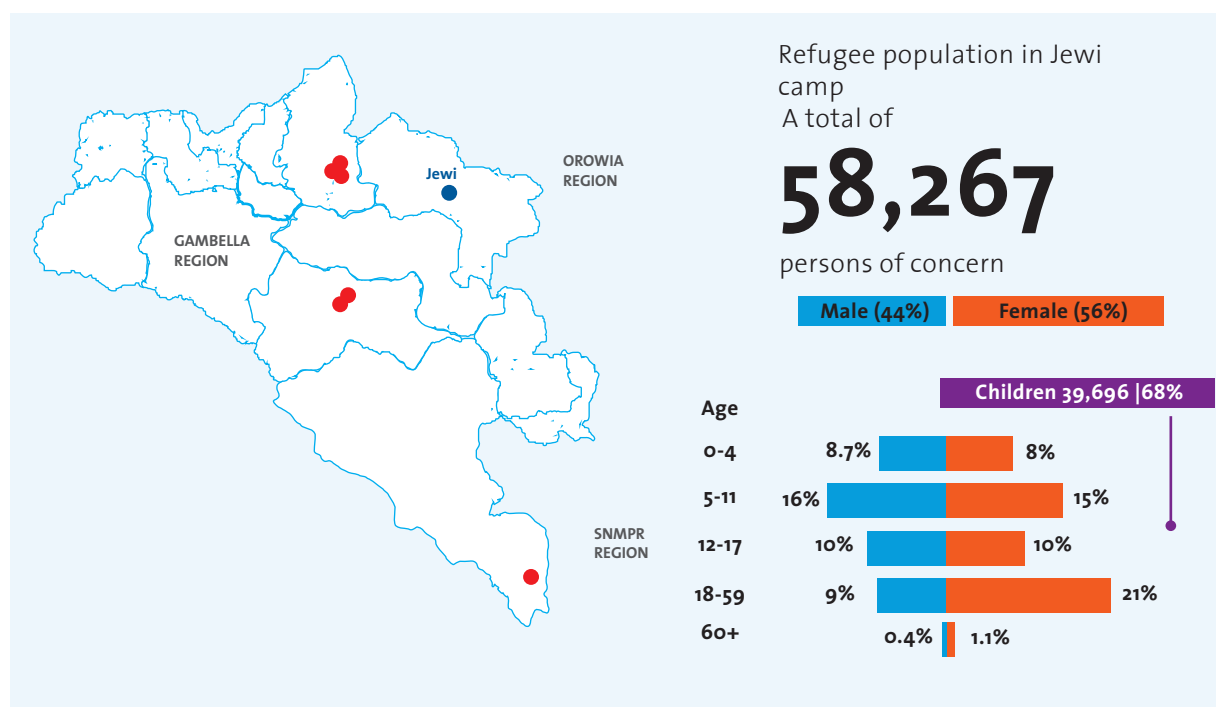 Refugee population in Jewi
camp
A total of
58,267
persons of concern
Male (44%) Female (56%)
OROWIA
REGION
Jewi
GAMBELLA
REGION
SNMPR
REGION
Children 39,696 |68%
Age
0-4 8.7% 8%
5-11 16% 15%
12-17 10% 10%
18-59 9% 21%
60+ 0.4% 1.1%